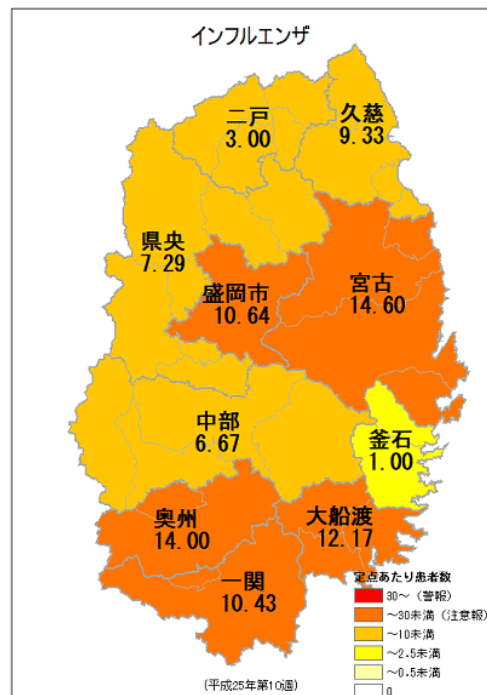 インフルエンザ
二戸
3.00
久慈
9.33
県央
7.29
盛岡市
10.64
宮古
14.60
中部
6.67
釜石
1.00
奥州
14.00
大船渡
12.17
一関
10.43
定点あたり患者数
30～（警報）
～30未満（注意報）
～10未満
～2.5未満
～0.5未満
0
(平成25年第10週)